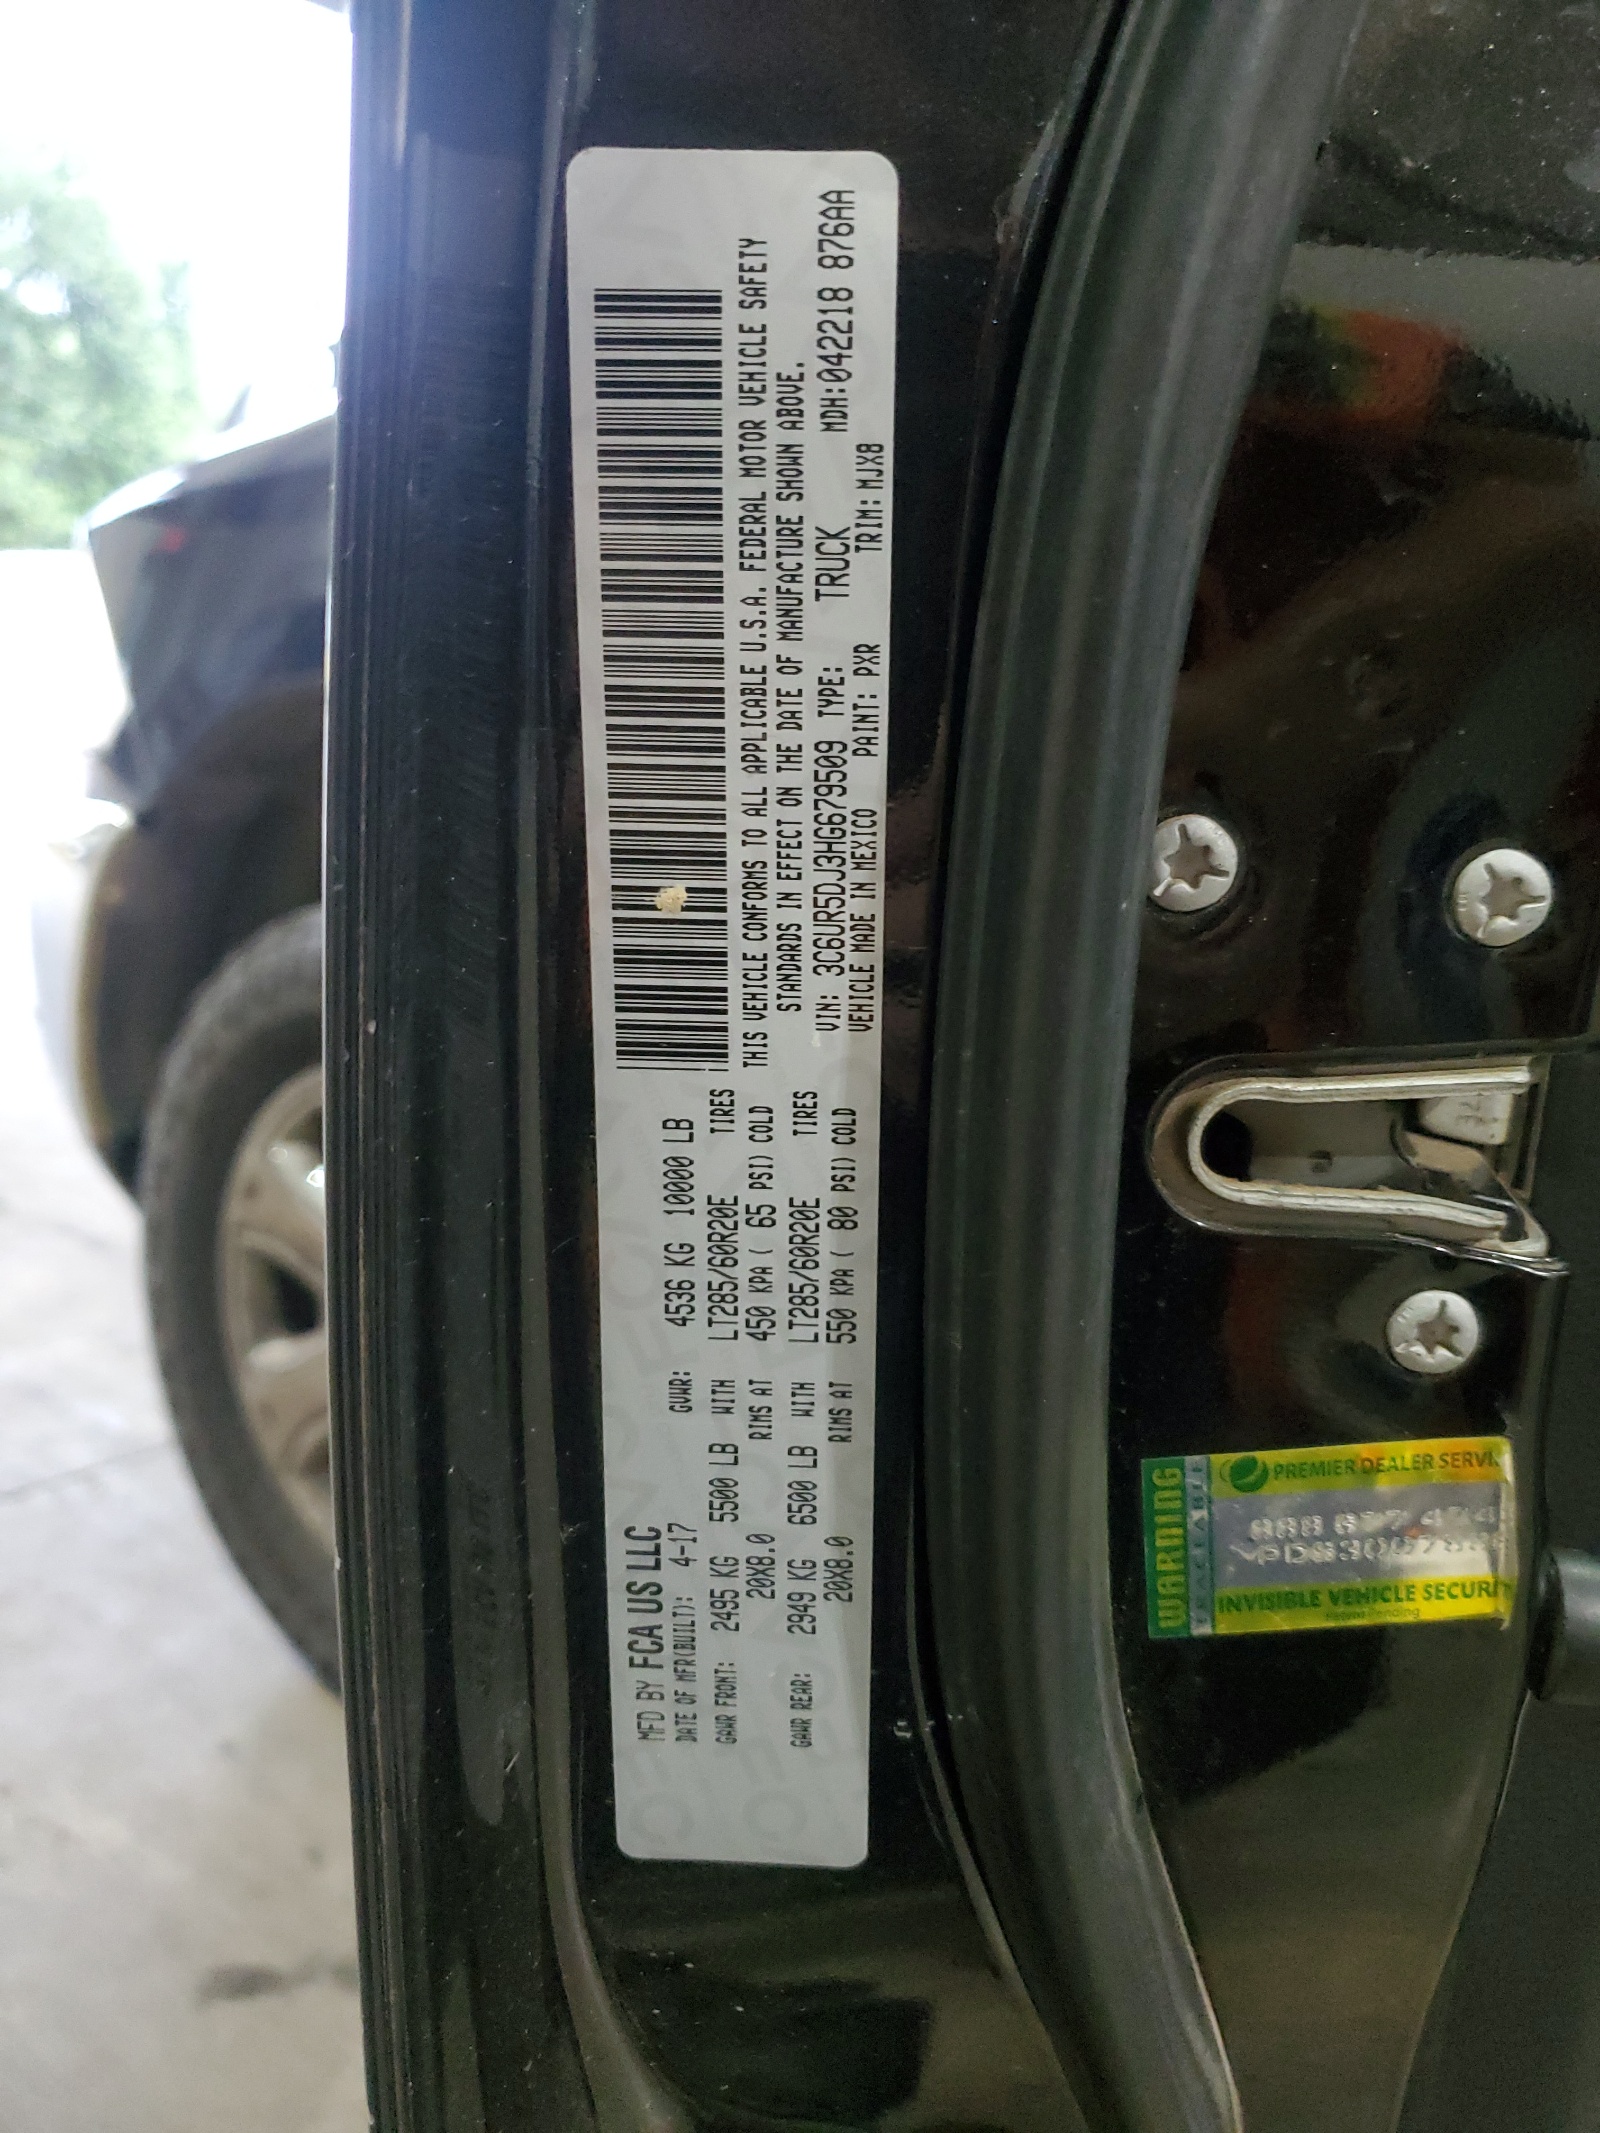 MFD BY FCA US LLC
DATE OF MFR(BUILT): 4-17 GVWR: 4536 KG 10000 LB
GAWR FRONT: 2495 KG 5500 LB WITH LT285/60R20E TIRES
20X8.0 RIMS AT 450 KPA ( 65 PSI) COLD
GAWR REAR: 2949 KG 6500 LB WITH LT285/60R20E TIRES
20X8.0 RIMS AT 550 KPA ( 80 PSI) COLD
THIS VEHICLE CONFORMS TO ALL APPLICABLE U.S.A. FEDERAL MOTOR VEHICLE SAFETY
STANDARDS IN EFFECT ON THE DATE OF MANUFACTURE SHOWN ABOVE.
VIN: 3C6UR5DJ3HG679509 TYPE: TRUCK MDH:042218 876AA
VEHICLE MADE IN MEXICO PAINT: PXR TRIM: MJX8
WARNING
TRACEABLE
PREMIER DEALER
INVISIBLE VEHICLE